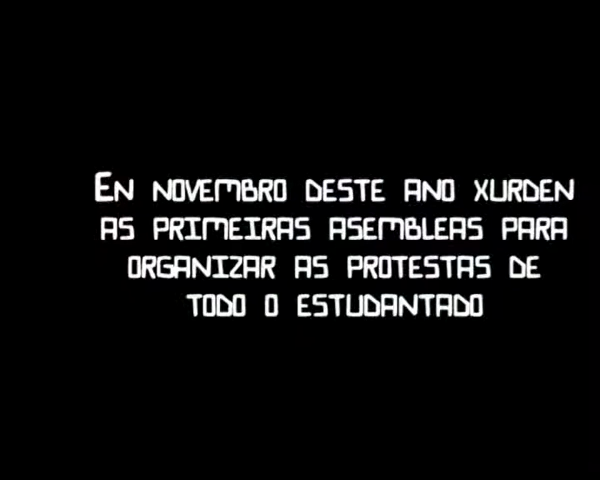 EN NOVEMBRO DESTE ANO XURDEN
AS PRIMEIRAS ASEMBLEAS PARA
ORGANIZAR AS PROTESTAS DE
TODO O ESTUDANTADO